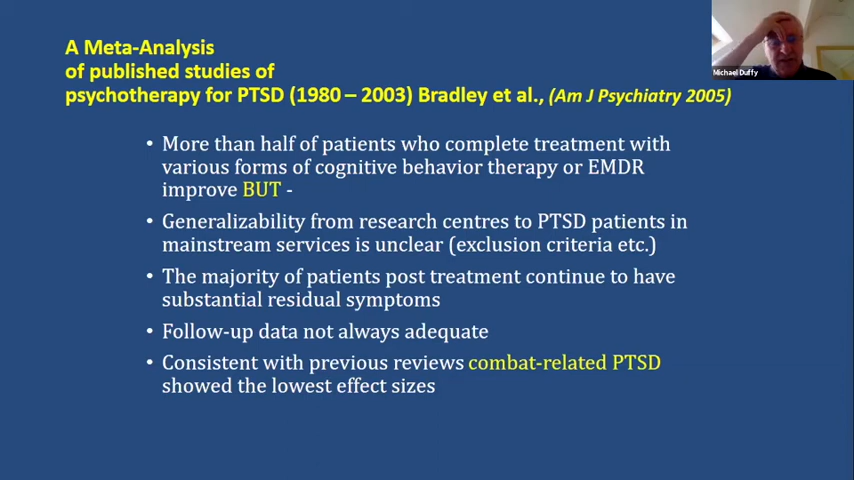 A Meta-Analysis
of published studies of
psychotherapy for PTSD (1980 – 2003) Bradley et al., (Am J Psychiatry 2005)
• More than half of patients who complete treatment with
various forms of cognitive behavior therapy or EMDR
improve BUT -
• Generalizability from research centres to PTSD patients in
mainstream services is unclear (exclusion criteria etc.)
• The majority of patients post treatment continue to have
substantial residual symptoms
• Follow-up data not always adequate
• Consistent with previous reviews combat-related PTSD
showed the lowest effect sizes
Michael Duffy